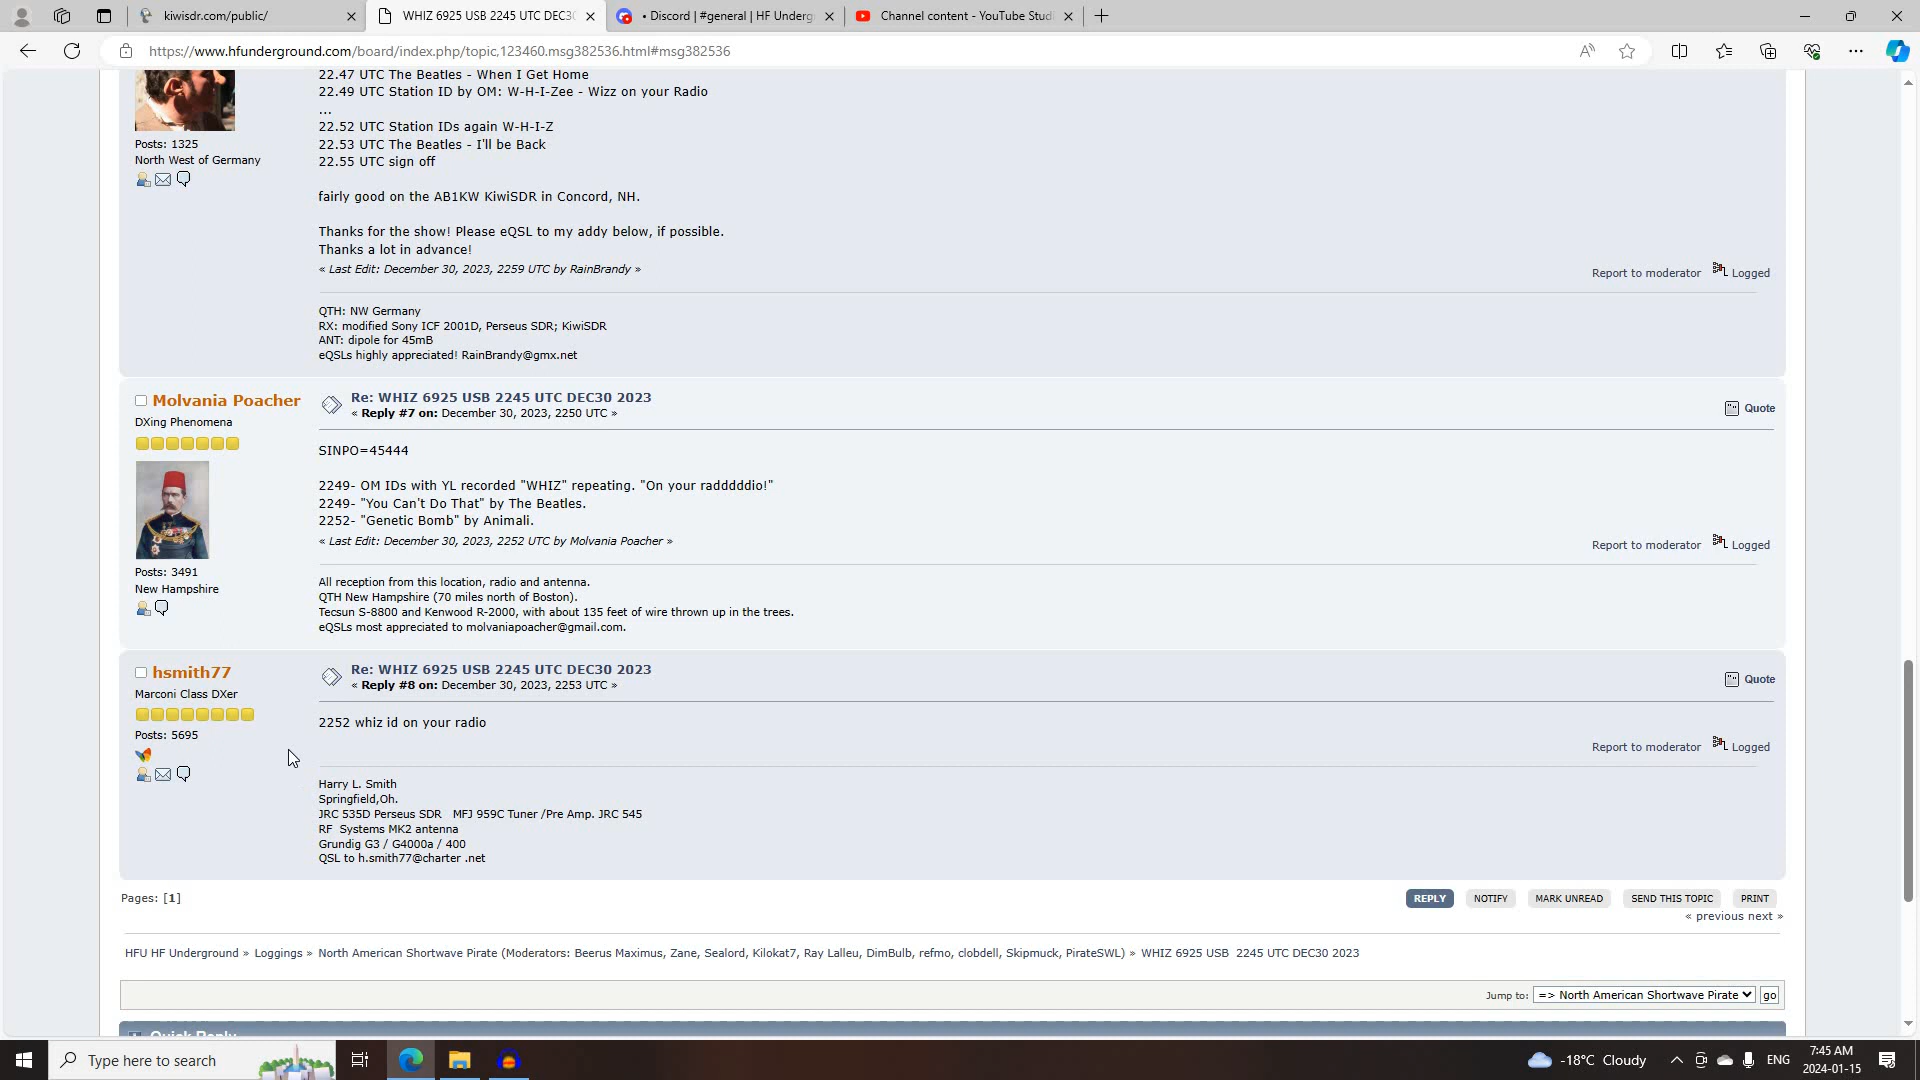 kiwisdr.com/public/
WHIZ 6925 USB 2245 UTC DEC30
• Discord | #general | HF Underg
Channel content - YouTube Studi
https://www.hfunderground.com/board/index.php/topic,123460.msg382536.html#msg382536
22.47 UTC The Beatles - When I Get Home
22.49 UTC Station ID by OM: W-H-I-Zee - Wizz on your Radio
...
22.52 UTC Station IDs again W-H-I-Z
22.53 UTC The Beatles - I'll be Back
22.55 UTC sign off
Posts: 1325
North West of Germany
fairly good on the AB1KW KiwiSDR in Concord, NH.
Thanks for the show! Please eQSL to my addy below, if possible.
Thanks a lot in advance!
« Last Edit: December 30, 2023, 2259 UTC by RainBrandy »
Report to moderator Logged
QTH: NW Germany
RX: modified Sony ICF 2001D, Perseus SDR; KiwiSDR
ANT: dipole for 45mB
eQSLs highly appreciated! RainBrandy@gmx.net
Molvania Poacher
DXing Phenomena
Posts: 3491
New Hampshire
Re: WHIZ 6925 USB 2245 UTC DEC30 2023
« Reply #7 on: December 30, 2023, 2250 UTC »
Quote
SINPO=45444
2249- OM IDs with YL recorded "WHIZ" repeating. "On your radddddio!"
2249- "You Can't Do That" by The Beatles.
2252- "Genetic Bomb" by Animali.
« Last Edit: December 30, 2023, 2252 UTC by Molvania Poacher »
Report to moderator Logged
All reception from this location, radio and antenna.
QTH New Hampshire (70 miles north of Boston).
Tecsun S-8800 and Kenwood R-2000, with about 135 feet of wire thrown up in the trees.
eQSLs most appreciated to molvaniapoacher@gmail.com.
hsmith77
Marconi Class DXer
Posts: 5695
Re: WHIZ 6925 USB 2245 UTC DEC30 2023
« Reply #8 on: December 30, 2023, 2253 UTC »
Quote
2252 whiz id on your radio
Report to moderator Logged
Harry L. Smith
Springfield,Oh.
JRC 535D Perseus SDR   MFJ 959C Tuner /Pre Amp. JRC 545
RF  Systems MK2 antenna
Grundig G3 / G4000a / 400
QSL to h.smith77@charter .net
Pages: [1]
REPLY NOTIFY MARK UNREAD SEND THIS TOPIC PRINT
« previous next »
HFU HF Underground » Loggings » North American Shortwave Pirate (Moderators: Beerus Maximus, Zane, Sealord, Kilokat7, Ray Lalleu, DimBulb, refmo, clobdell, Skipmuck, PirateSWL) » WHIZ 6925 USB  2245 UTC DEC30 2023
Jump to: => North American Shortwave Pirate go
Quick Reply
Type here to search
-18°C Cloudy
ENG
7:45 AM
2024-01-15